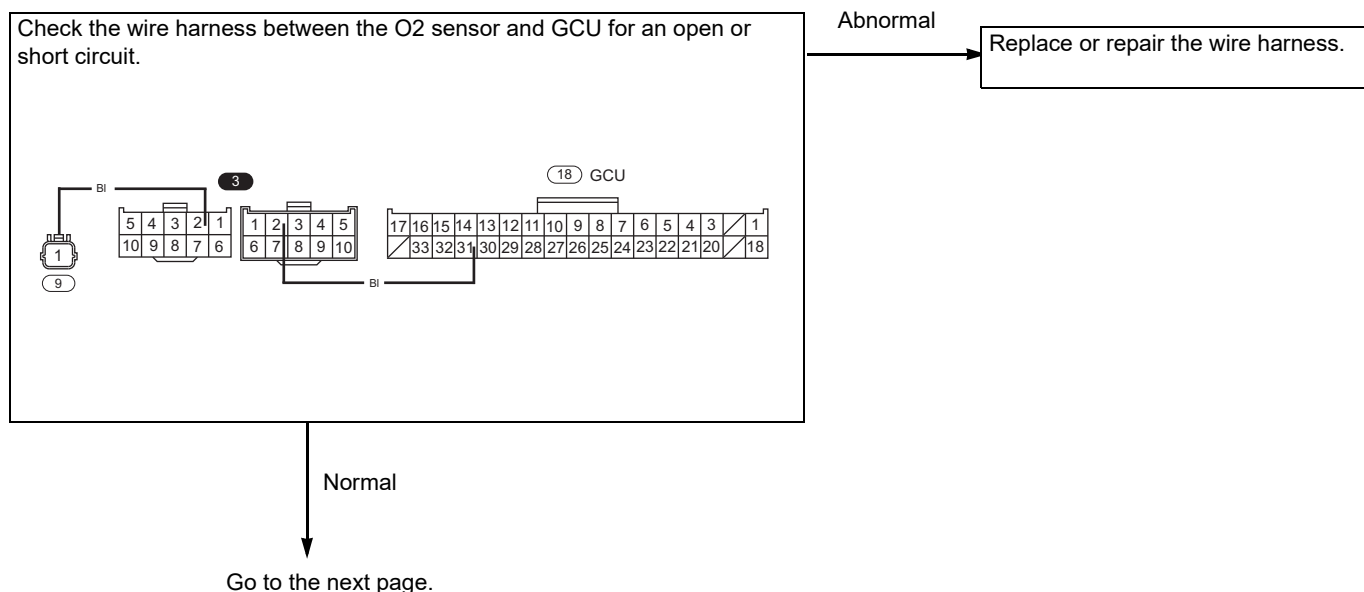 Check the wire harness between the O2 sensor and GCU for an open or
short circuit.
Abnormal
Replace or repair the wire harness.
Bl
3
18 GCU
5 4 3 2 1
10 9 8 7 6
1 2 3 4 5
6 7 8 9 10
17 16 15 14 13 12 11 10 9 8 7 6 5 4 3 1
33 32 31 30 29 28 27 26 25 24 23 22 21 20 18
1
9
Bl
Normal
Go to the next page.